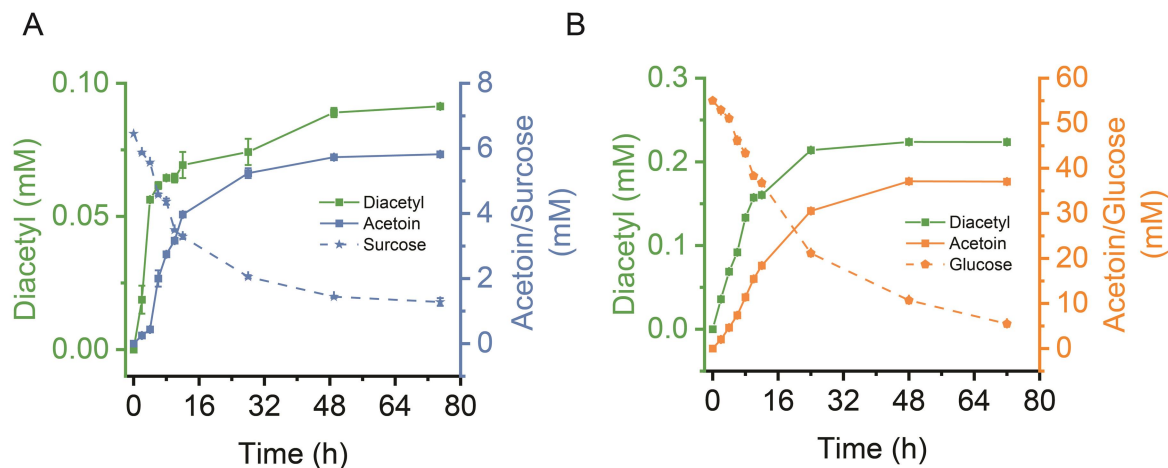 A
0.10
0.05
0.00
Diacetyl (mM)
8
6
4
2
0
Acetoin/Surcose
(mM)
Diacetyl
Acetoin
Surcose
0 16 32 48 64 80
Time (h)
B
0.3
0.2
0.1
0.0
Diacetyl (mM)
60
50
40
30
20
10
0
Acetoin/Glucose
(mM)
Diacetyl
Acetoin
Glucose
0 16 32 48 64 80
Time (h)